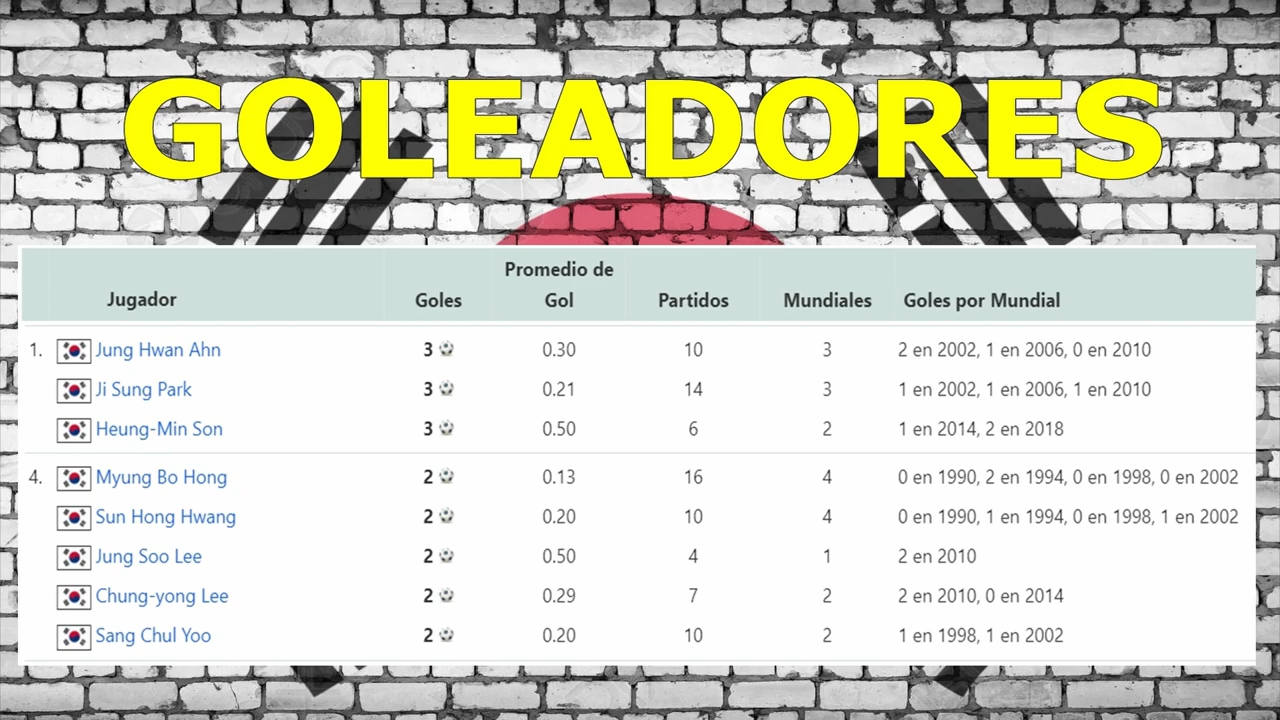 GOLEADORES
Jugador Goles Promedio de Gol Partidos Mundiales Goles por Mundial
1. Jung Hwan Ahn 3 0.30 10 3 2 en 2002, 1 en 2006, 0 en 2010
Ji Sung Park 3 0.21 14 3 1 en 2002, 1 en 2006, 1 en 2010
Heung-Min Son 3 0.50 6 2 1 en 2014, 2 en 2018
4. Myung Bo Hong 2 0.13 16 4 0 en 1990, 2 en 1994, 0 en 1998, 0 en 2002
Sun Hong Hwang 2 0.20 10 4 0 en 1990, 1 en 1994, 0 en 1998, 1 en 2002
Jung Soo Lee 2 0.50 4 1 2 en 2010
Chung-yong Lee 2 0.29 7 2 2 en 2010, 0 en 2014
Sang Chul Yoo 2 0.20 10 2 1 en 1998, 1 en 2002